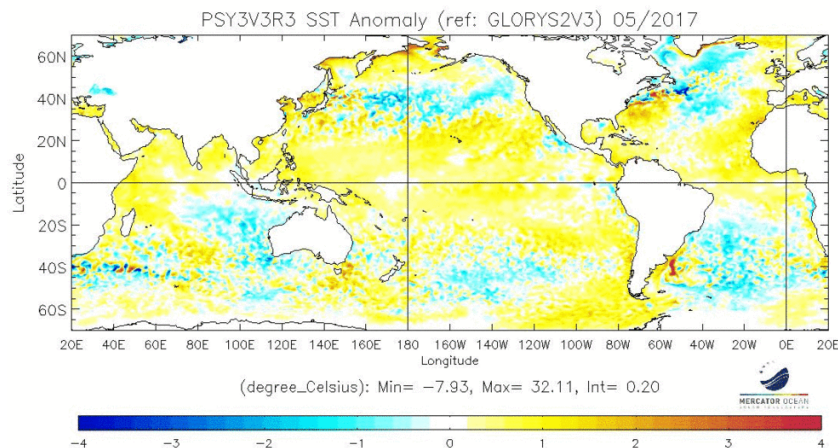 PSY3V3R3 SST Anomaly (ref: GLORYS2V3) 05/2017
60N
40N
20N
0
20S
40S
60S
Latitude
20E 40E 60E 80E 100E 120E 140E 160E 180 160W 140W 120W 100W 80W 60W 40W 20W 0E 20E
Longitude
(degree_Celsius): Min= -7.93, Max= 32.11, Int= 0.20
MERCATOR OCEAN
-4 -3 -2 -1 0 1 2 3 4